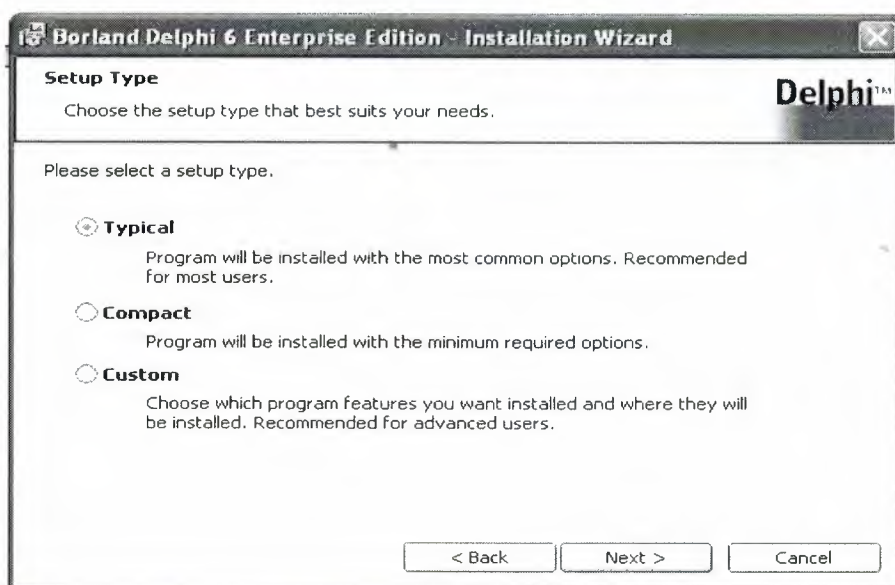 Borland Delphi 6 Enterprise Edition - Installation Wizard
Setup Type
Choose the setup type that best suits your needs.
Delphi™
Please select a setup type.
Typical
Program will be installed with the most common options. Recommended
for most users.
Compact
Program will be installed with the minimum required options.
Custom
Choose which program features you want installed and where they will
be installed. Recommended for advanced users.
< Back
Next >
Cancel